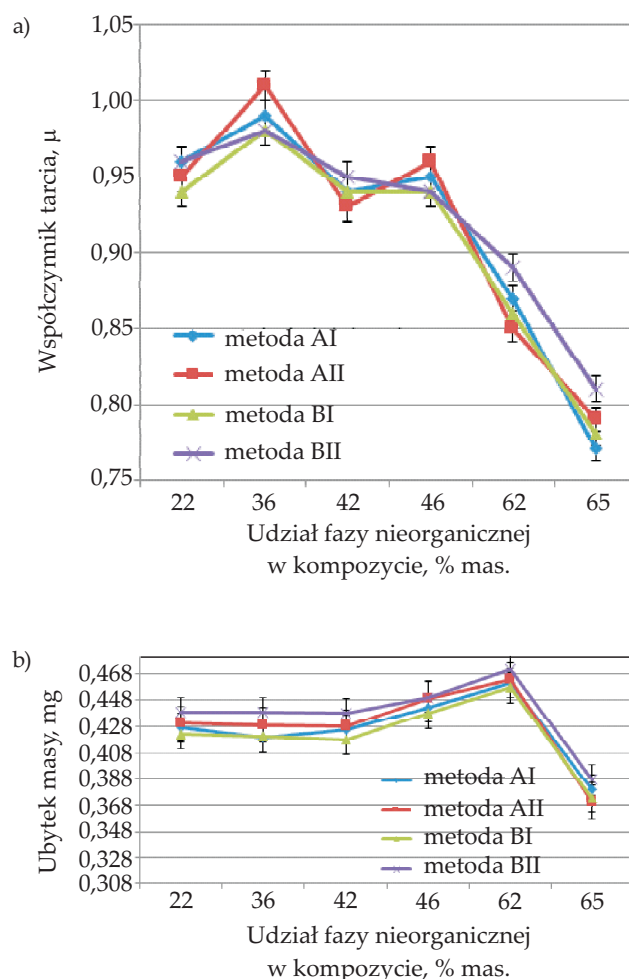 a)
1,05
1,00
0,95
0,90
0,85
0,80
0,75
Współczynnik tarcia, μ
metoda AI
metoda AII
metoda BI
metoda BII
22 36 42 46 62 65
Udział fazy nieorganicznej
w kompozycie, % mas.
b)
0,468
0,448
0,428
0,408
0,388
0,368
0,348
0,328
0,308
Ubytek masy, mg
metoda AI
metoda AII
metoda BI
metoda BII
22 36 42 46 62 65
Udział fazy nieorganicznej
w kompozycie, % mas.